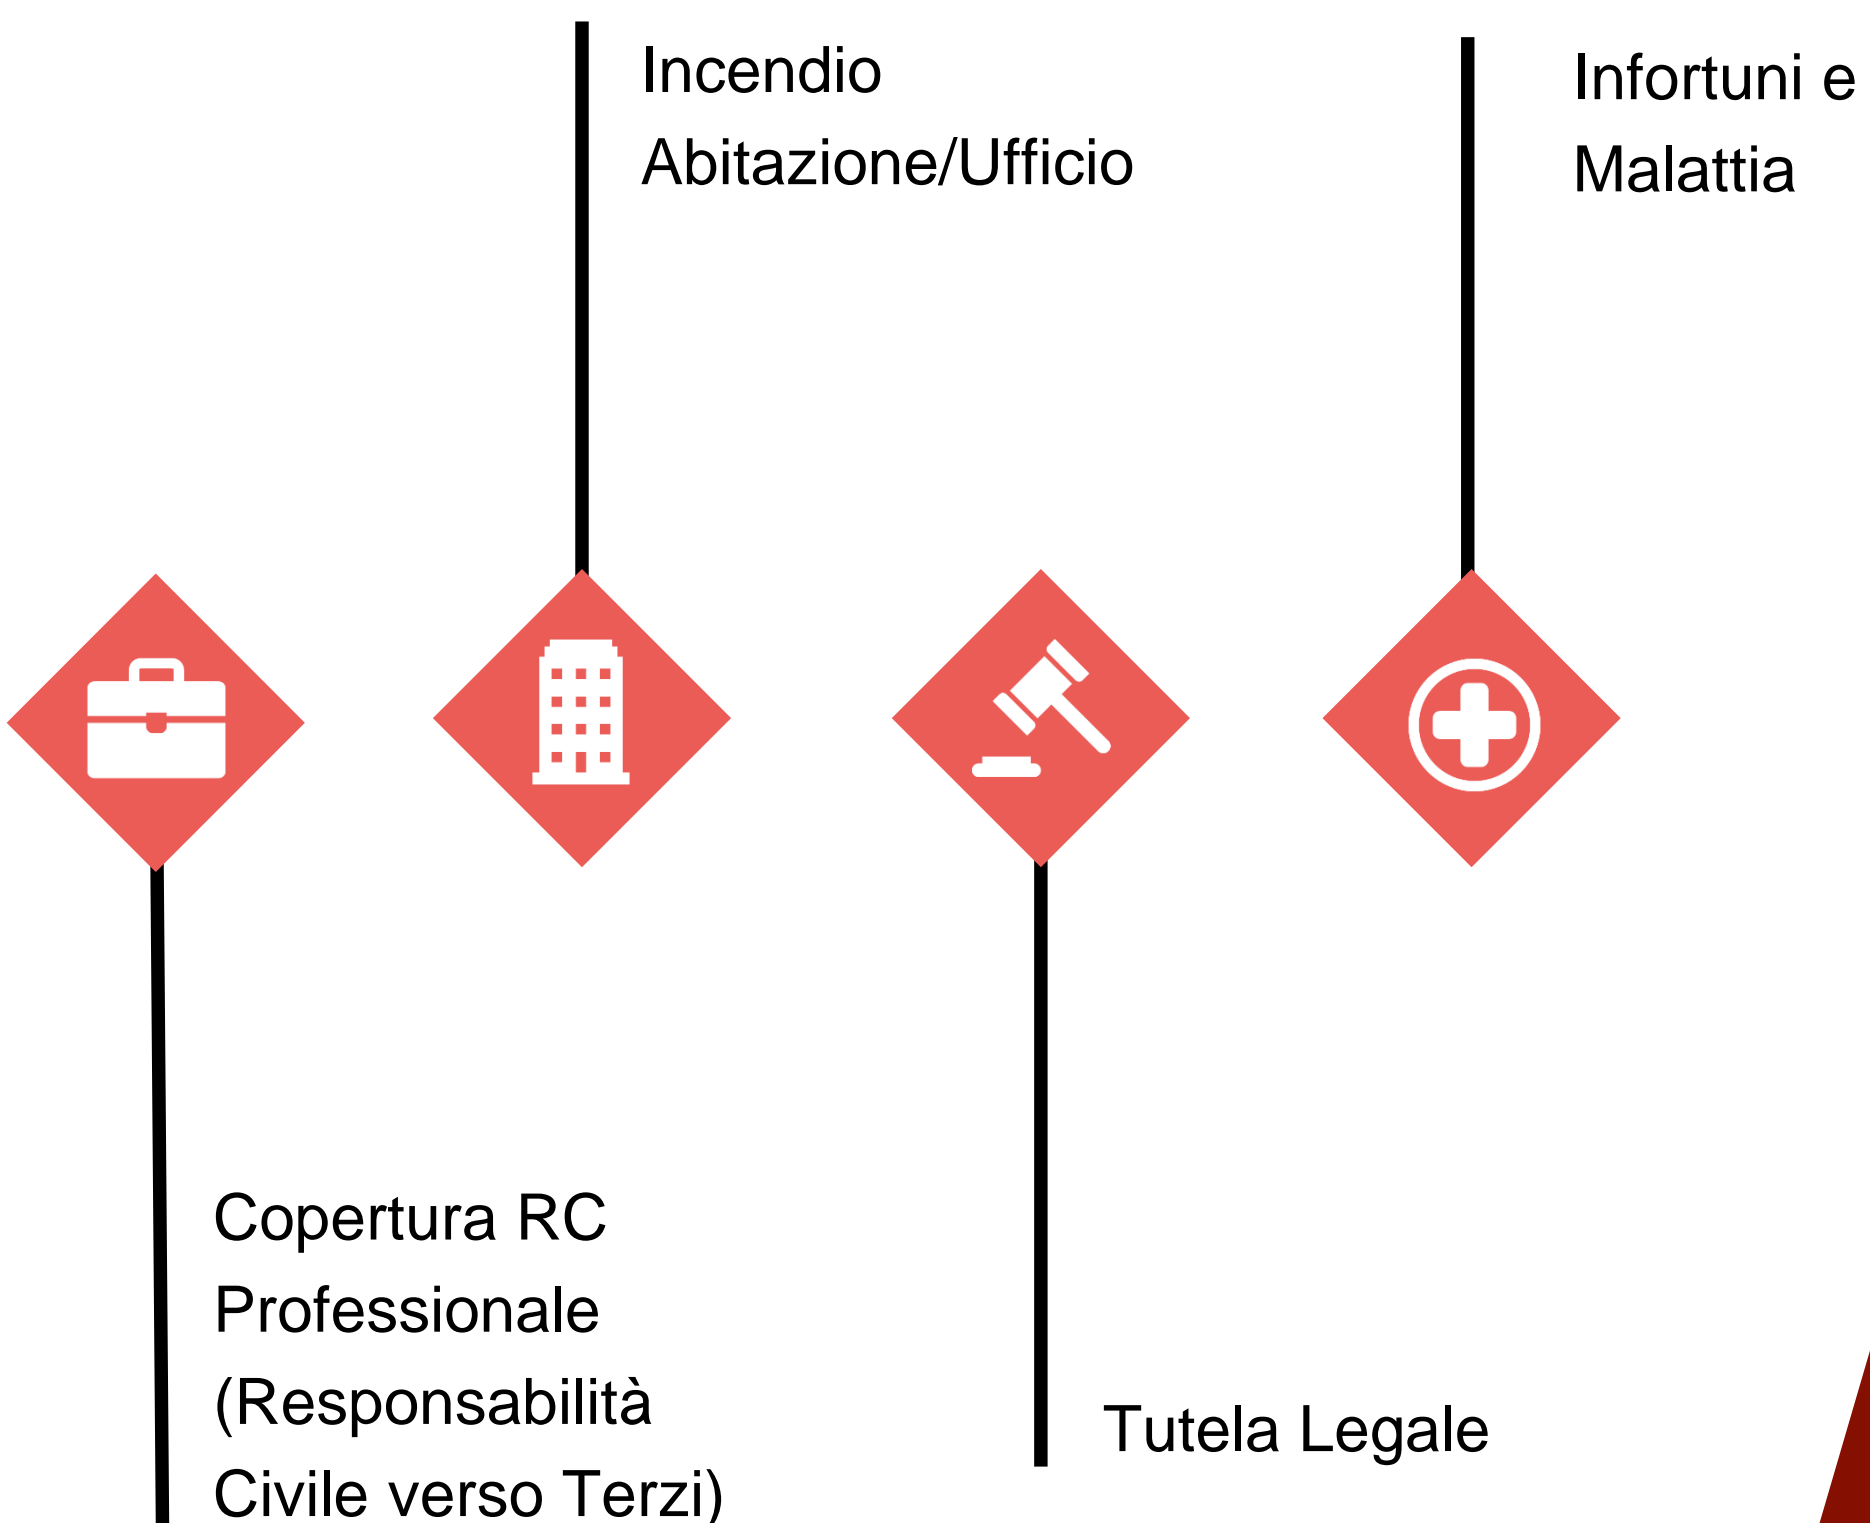 Incendio
Abitazione/Ufficio
Infortuni e
Malattia
Copertura RC
Professionale
(Responsabilità
Civile verso Terzi)
Tutela Legale